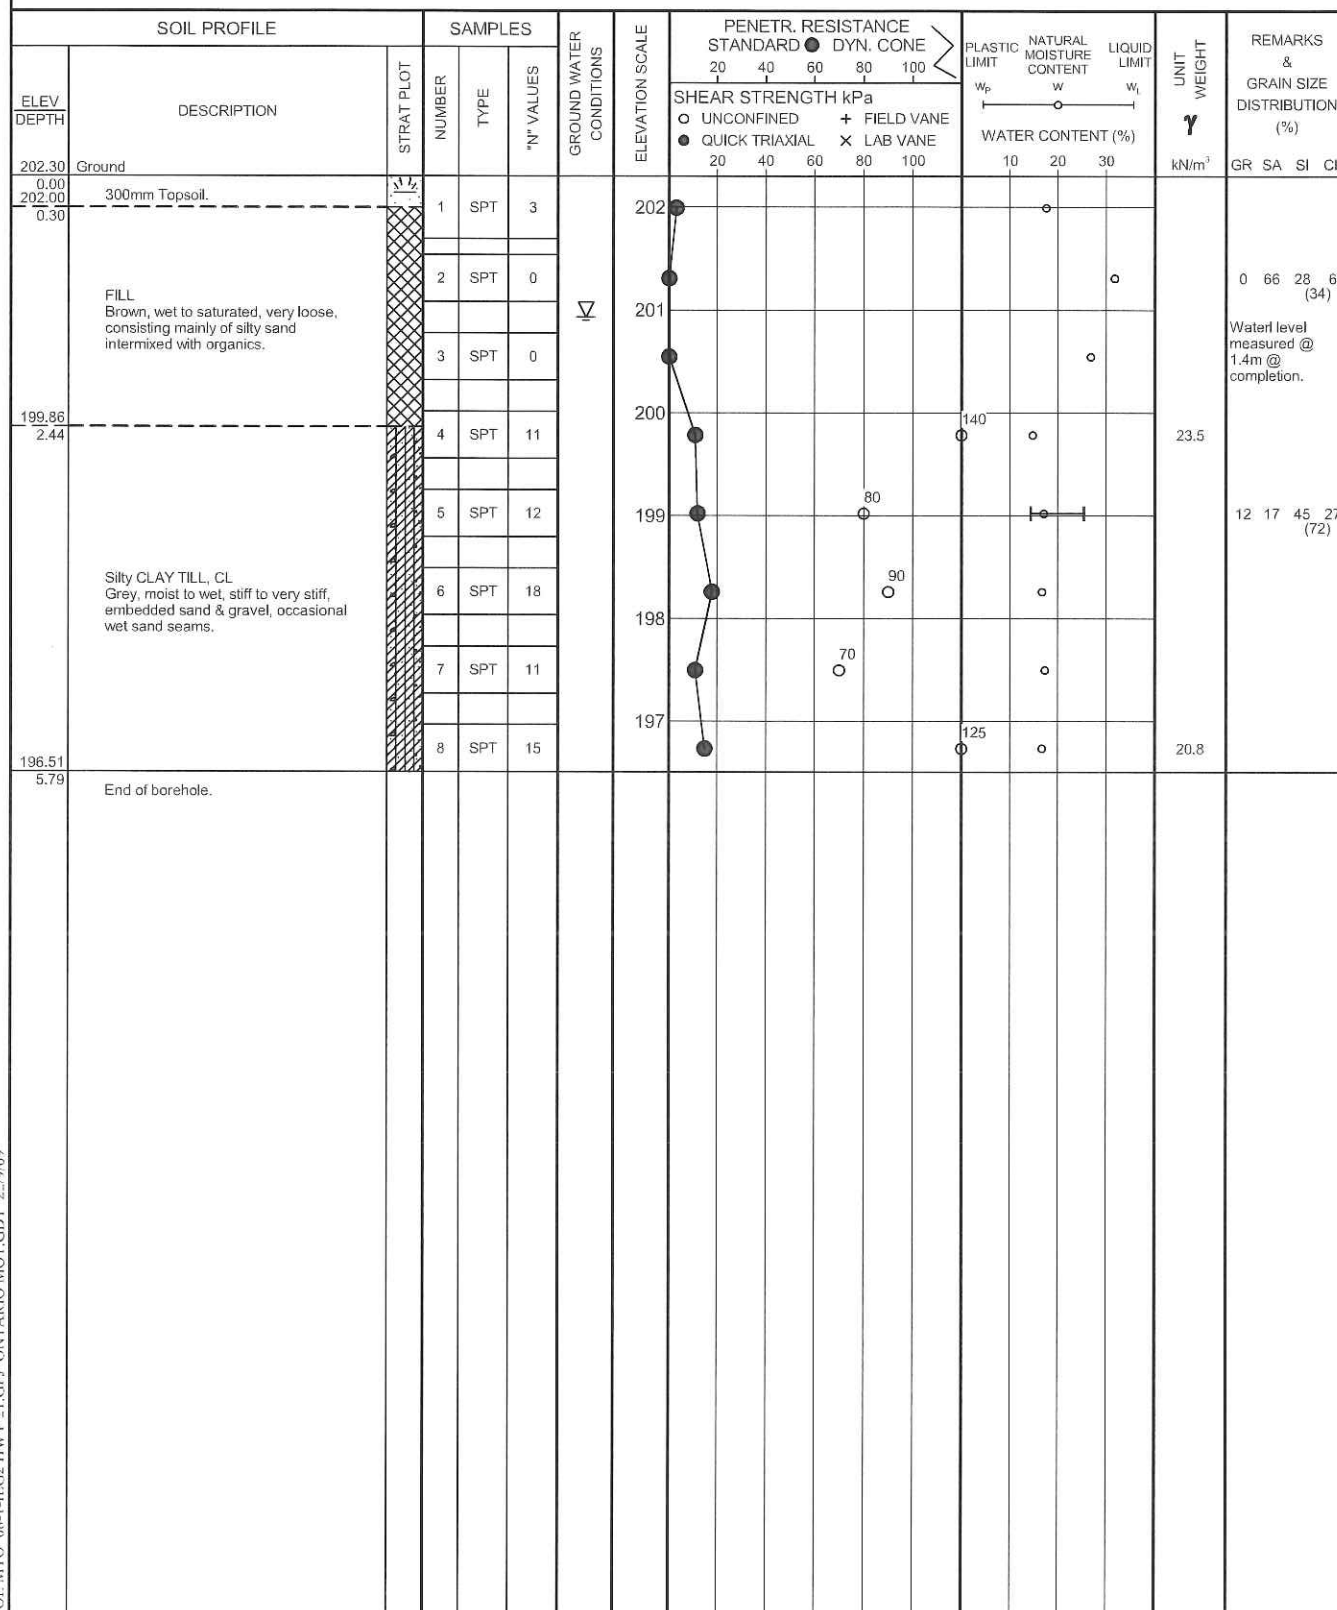 SOIL PROFILE
SAMPLES
GROUND WATER
CONDITIONS
ELEVATION SCALE
PENETR. RESISTANCE
STANDARD DYN. CONE
20 40 60 80 100
SHEAR STRENGTH kPa
UNCONFINED + FIELD VANE
QUICK TRIAXIAL × LAB VANE
20 40 60 80 100
PLASTIC
LIMIT
NATURAL
MOISTURE
CONTENT
LIQUID
LIMIT
WP W WL
WATER CONTENT (%)
10 20 30
UNIT
WEIGHT
γ
kN/m³
REMARKS
&
GRAIN SIZE
DISTRIBUTION
(%)
GR SA SI
ELEV
DEPTH
DESCRIPTION
STRAT PLOT
NUMBER
TYPE
"N" VALUES
202.30 Ground
0.00
202.00
0.30
300mm Topsoil.
1 SPT 3
202
2 SPT 0
0 66 28 6
(34)
FILL
Brown, wet to saturated, very loose,
consisting mainly of silty sand
intermixed with organics.
201
Waterl level
measured @
1.4m @
completion.
3 SPT 0
200
199.86
2.44
4 SPT 11
140
23.5
80
5 SPT 12
199
12 17 45 27
(72)
Silty CLAY TILL, CL
Grey, moist to wet, stiff to very stiff,
embedded sand & gravel, occasional
wet sand seams.
90
6 SPT 18
198
70
7 SPT 11
197
125
8 SPT 15
20.8
196.51
5.79
End of borehole.